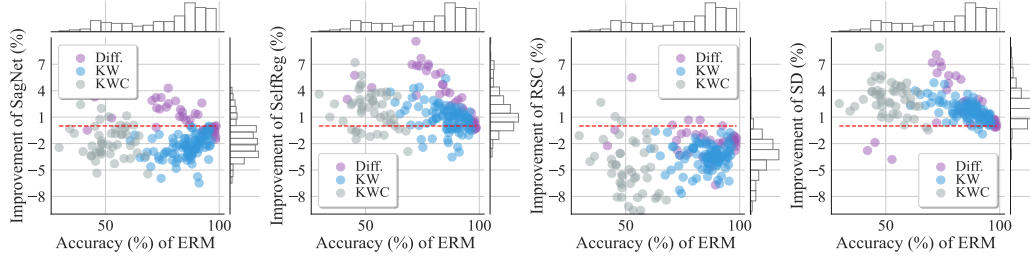 Improvement of SagNet (%)
7
4
1
−2
−5
−8
Diff.
KW
KWC
50
100
Accuracy (%) of ERM
Improvement of SelfReg (%)
7
4
1
−2
−5
−8
Diff.
KW
KWC
50
100
Accuracy (%) of ERM
Improvement of RSC (%)
7
4
1
−2
−5
−8
Diff.
KW
KWC
50
100
Accuracy (%) of ERM
Improvement of SD (%)
7
4
1
−2
−5
−8
Diff.
KW
KWC
50
100
Accuracy (%) of ERM